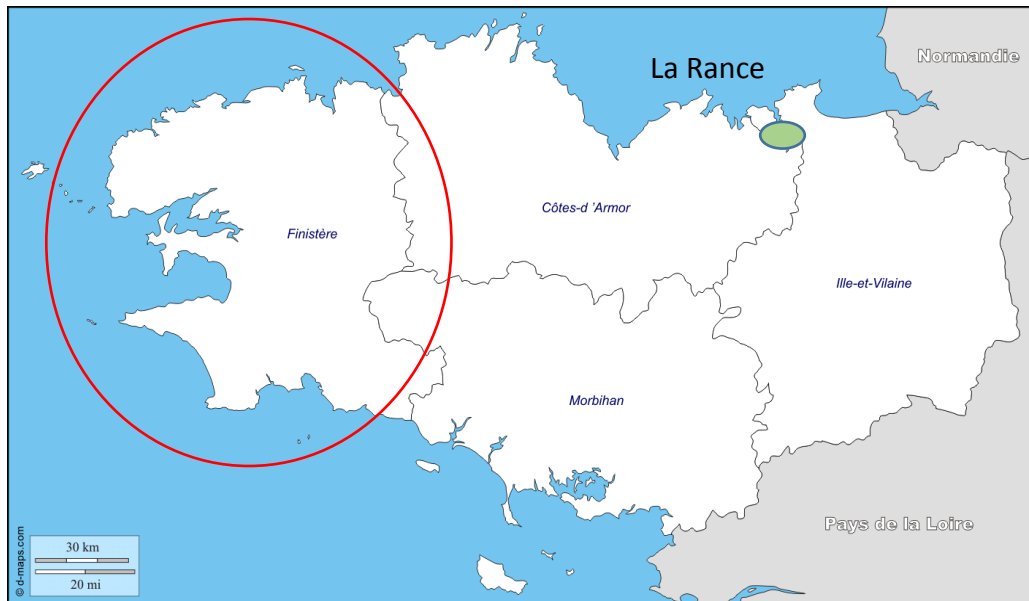 Normandie
La Rance
Côtes-d 'Armor
Finistère
Ille-et-Vilaine
Morbihan
Pays de la Loire
30 km
20 mi
© d-maps.com